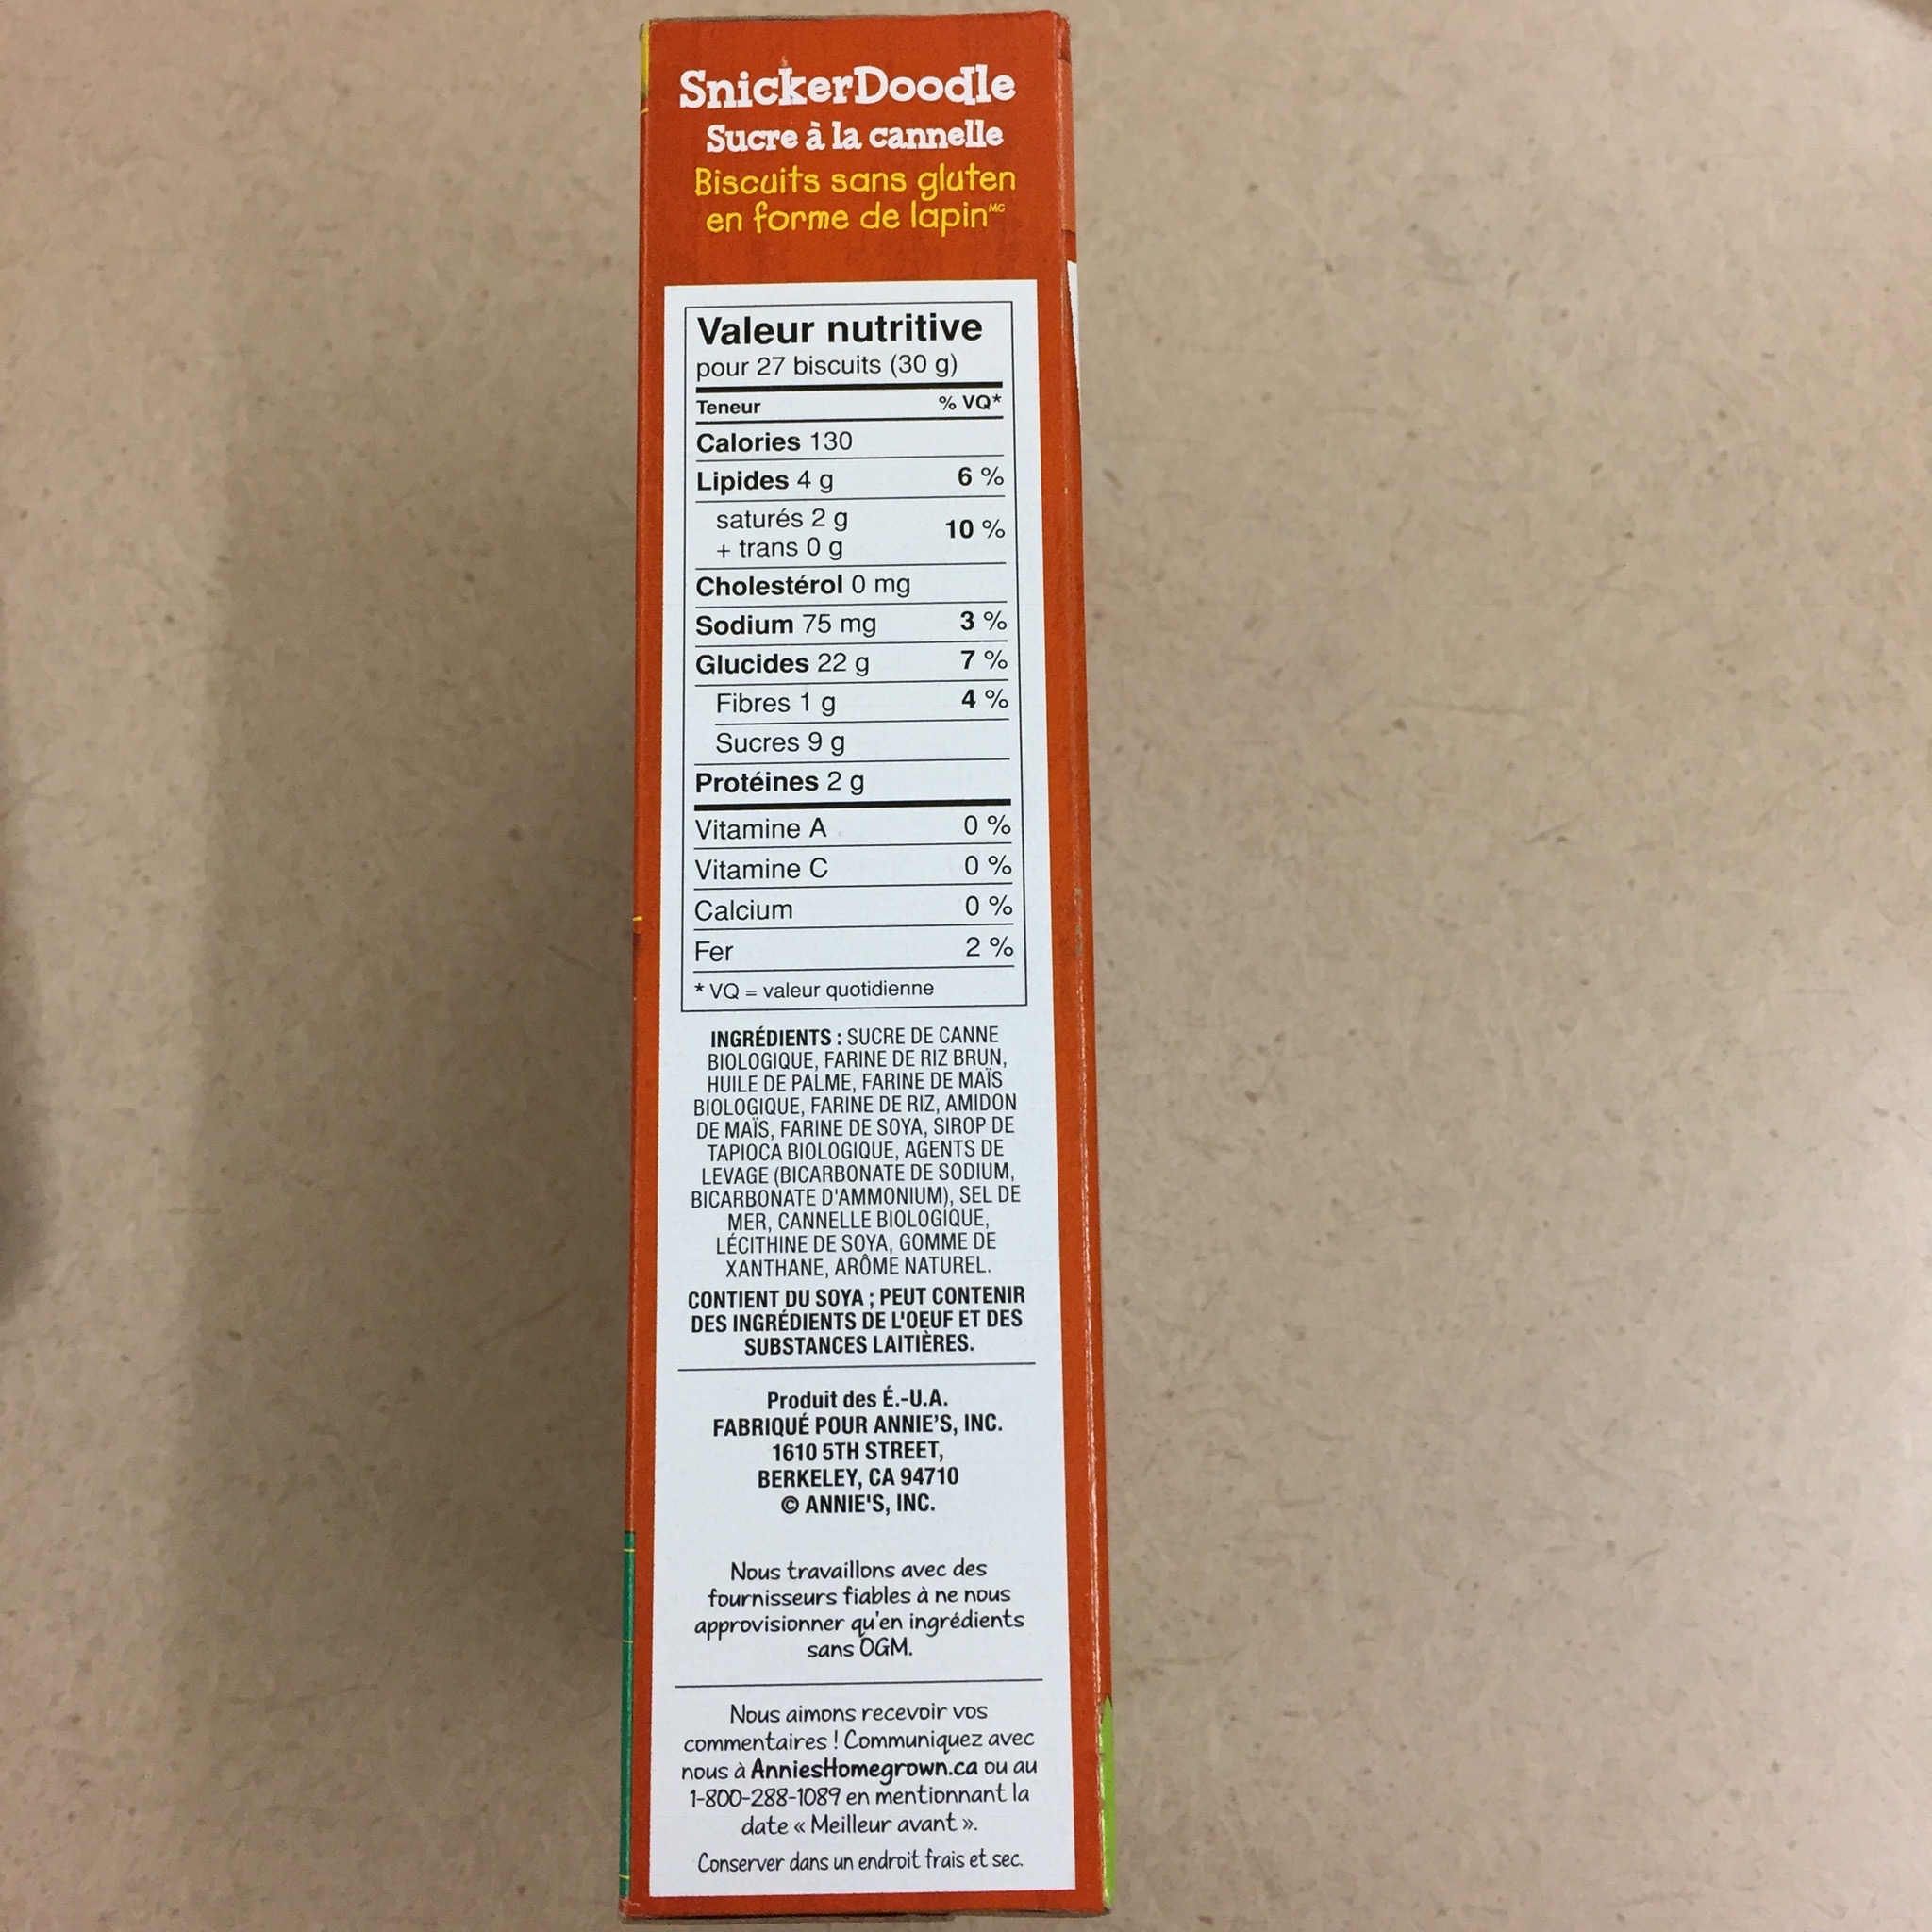 SnickerDoodle
Sucre à la cannelle
Biscuits sans gluten
en forme de lapin MC
Valeur nutritive
pour 27 biscuits (30 g)
Teneur % VQ*
Calories 130
Lipides 4 g 6 %
saturés 2 g
+ trans 0 g 10 %
Cholestérol 0 mg
Sodium 75 mg 3 %
Glucides 22 g 7 %
Fibres 1 g 4 %
Sucres 9 g
Protéines 2 g
Vitamine A 0 %
Vitamine C 0 %
Calcium 0 %
Fer 2 %
* VQ = valeur quotidienne
INGRÉDIENTS : SUCRE DE CANNE
BIOLOGIQUE, FARINE DE RIZ BRUN,
HUILE DE PALME, FARINE DE MAÏS
BIOLOGIQUE, FARINE DE RIZ, AMIDON
DE MAÏS, FARINE DE SOYA, SIROP DE
TAPIOCA BIOLOGIQUE, AGENTS DE
LEVAGE (BICARBONATE DE SODIUM,
BICARBONATE D'AMMONIUM), SEL DE
MER, CANNELLE BIOLOGIQUE,
LÉCITHINE DE SOYA, GOMME DE
XANTHANE, ARÔME NATUREL.
CONTIENT DU SOYA ; PEUT CONTENIR
DES INGRÉDIENTS DE L'OEUF ET DES
SUBSTANCES LAITIÈRES.
Produit des É.-U.A.
FABRIQUÉ POUR ANNIE'S, INC.
1610 5TH STREET,
BERKELEY, CA 94710
© ANNIE'S, INC.
Nous travaillons avec des
fournisseurs fiables à ne nous
approvisionner qu'en ingrédients
sans OGM.
Nous aimons recevoir vos
commentaires ! Communiquez avec
nous à AnniesHomegrown.ca ou au
1-800-288-1089 en mentionnant la
date « Meilleur avant ».
Conserver dans un endroit frais et sec.